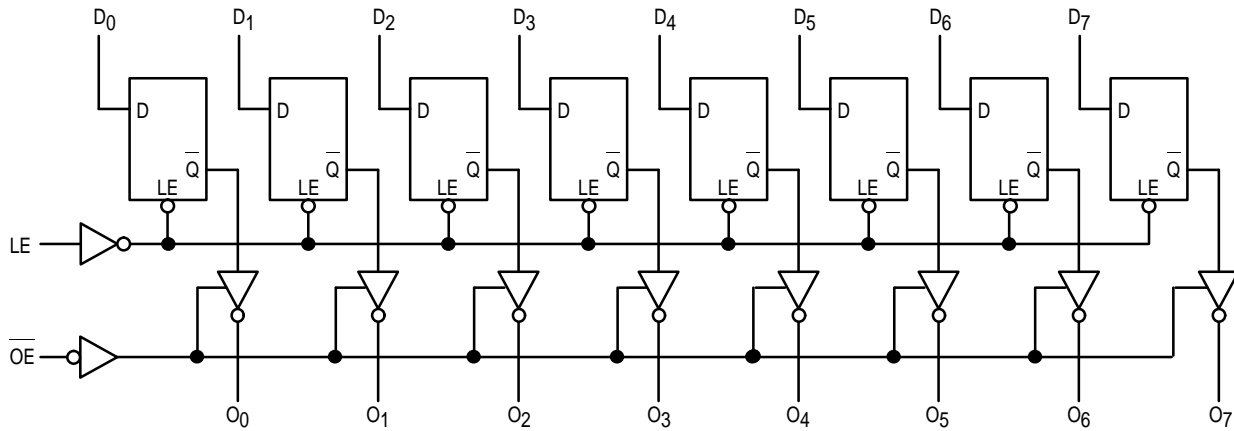 D₀ D₁ D₂ D₃ D₄ D₅ D₆ D₇
D D D D D D D D
Q̅ Q̅ Q̅ Q̅ Q̅ Q̅ Q̅ Q̅
LE LE LE LE LE LE LE LE
LE
O̅E̅
O₀ O₁ O₂ O₃ O₄ O₅ O₆ O₇